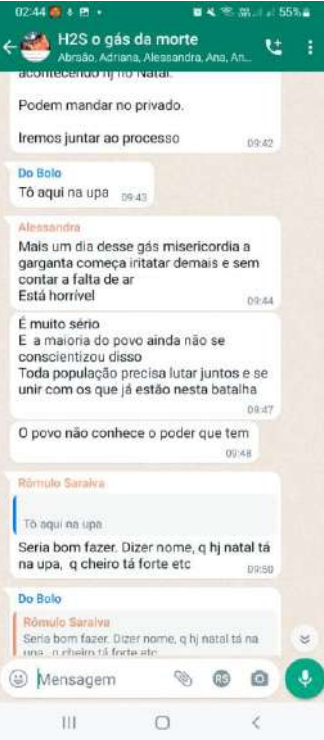 02:44
55%
H2S o gás da morte
Abraão, Adriana, Alessandra, Ana, An...
acontecendo hj no Natal.
Podem mandar no privado.
Iremos juntar ao processo
09:42
Do Bolo
Tô aqui na upa
09:43
Alessandra
Mais um dia desse gás misericordia a
garganta começa iritatar demais e sem
contar a falta de ar
Está horrível
09:44
É muito sério
E a maioria do povo ainda não se
conscientizou disso
Toda população precisa lutar juntos e se
unir com os que já estão nesta batalha
09:47
O povo não conhece o poder que tem
09:48
Rômulo Saraiva
Tô aqui na upa
Seria bom fazer. Dizer nome, q hj natal tá
na upa, q cheiro tá forte etc
09:50
Do Bolo
Rômulo Saraiva
Seria bom fazer. Dizer nome, q hj natal tá na
upa, q cheiro tá forte etc
Mensagem
RS